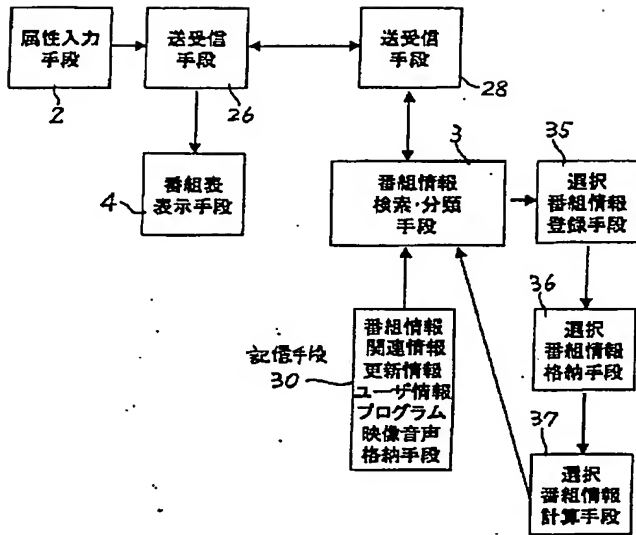 属性入力
手段
2
送受信
手段
26
送受信
手段
28
番組表
表示手段
4
番組情報
検索・分類
手段
3
選択
番組情報
登録手段
35
選択
番組情報
格納手段
36
選択
番組情報
計算手段
37
番組情報
関連情報
更新情報
ユーザ情報
プログラム
映像音声
格納手段
記信手段
30